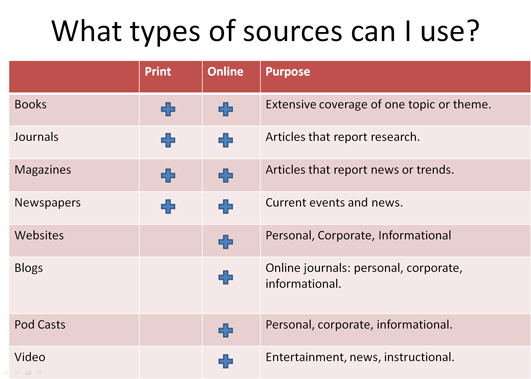 What types of sources can I use?
Print Online Purpose
Books Extensive coverage of one topic or theme.
Journals Articles that report research.
Magazines Articles that report news or trends.
Newspapers Current events and news.
Websites Personal, Corporate, Informational
Blogs Online journals: personal, corporate,
informational.
Pod Casts Personal, corporate, informational.
Video Entertainment, news, instructional.